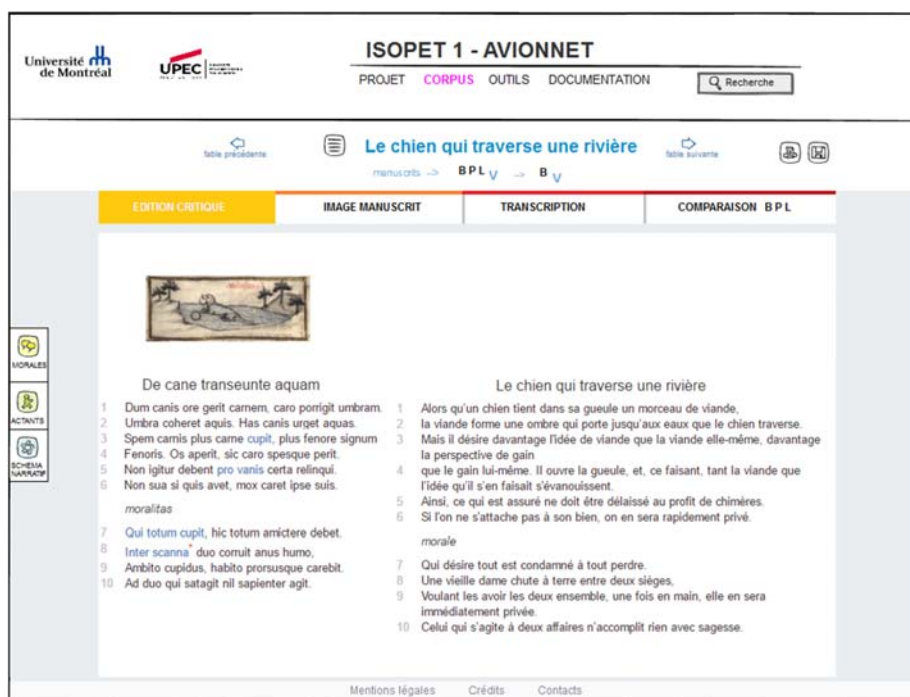 Université
de Montréal
UPEC
ISOPET 1 - AVIONNET
PROJET CORPUS OUTILS DOCUMENTATION
Recherche
fable précédente
Le chien qui traverse une rivière
fable suivante
manuscrits -> B P L V -> B V
EDITION CRITIQUE IMAGE MANUSCRIT TRANSCRIPTION COMPARAISON B P L
MORALES
ACTANTS
SCHEMA
NARRATIF
De cane transeunte aquam
1 Dum canis ore gerit carnem, caro porrigit umbram.
2 Umbra coheret aquis. Has canis urget aquas.
3 Spem carnis plus carne cupit, plus fenore signum
4 Fenoris. Os aperit, sic caro spesque perit.
5 Non igitur debent pro vanis certa relinqui.
6 Non sua si quis avet, mox caret ipse suis.
moralitas
7 Qui totum cupit, hic totum amictere debet.
8 Inter scanna* duo corruit anus humo,
9 Ambito cupidus, habito prorsusque carebit.
10 Ad duo qui satagit nil sapienter agit.
Le chien qui traverse une rivière
1 Alors qu'un chien tient dans sa gueule un morceau de viande,
2 la viande forme une ombre qui porte jusqu'aux eaux que le chien traverse.
3 Mais il désire davantage l'idée de viande que la viande elle-même, davantage
la perspective de gain
4 que le gain lui-même. Il ouvre la gueule, et, ce faisant, tant la viande que
l'idée qu'il s'en faisait s'évanouissent.
5 Ainsi, ce qui est assuré ne doit être délaissé au profit de chimères.
6 Si l'on ne s'attache pas à son bien, on en sera rapidement privé.
morale
7 Qui désire tout est condamné à tout perdre.
8 Une vieille dame chute à terre entre deux sièges,
9 Voulant les avoir les deux ensemble, une fois en main, elle en sera
immédiatement privée.
10 Celui qui s'agite à deux affaires n'accomplit rien avec sagesse.
Mentions légales Crédits Contacts